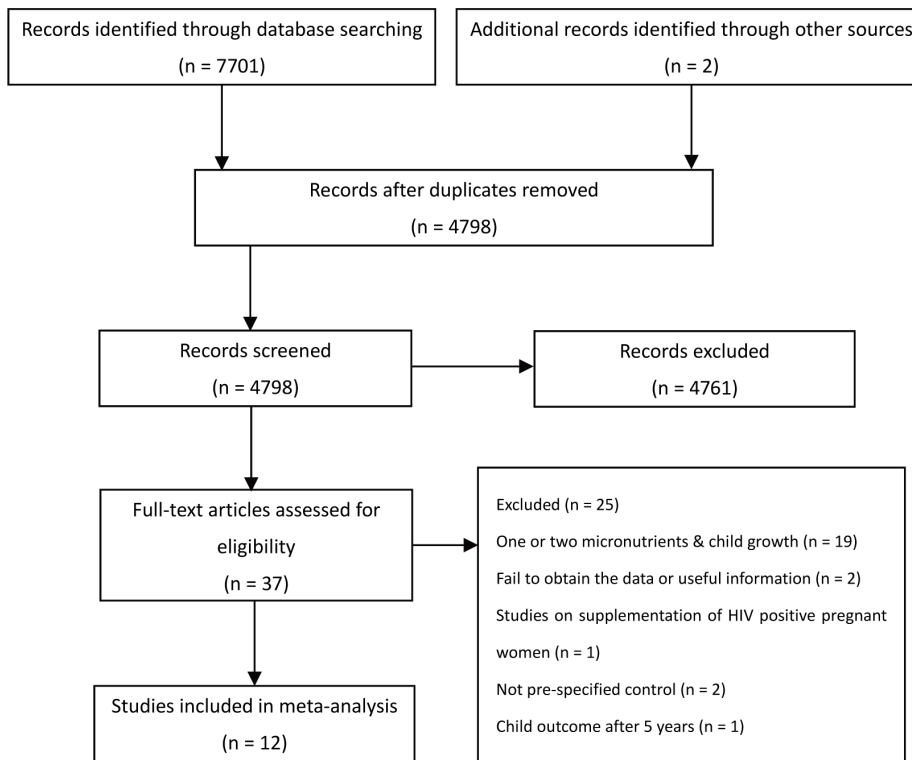 Records identified through database searching
(n = 7701)
Additional records identified through other sources
(n = 2)
Records after duplicates removed
(n = 4798)
Records screened
(n = 4798)
Records excluded
(n = 4761)
Full-text articles assessed for
eligibility
(n = 37)
Excluded (n = 25)
One or two micronutrients & child growth (n = 19)
Fail to obtain the data or useful information (n = 2)
Studies on supplementation of HIV positive pregnant
women (n = 1)
Not pre-specified control (n = 2)
Child outcome after 5 years (n = 1)
Studies included in meta-analysis
(n = 12)